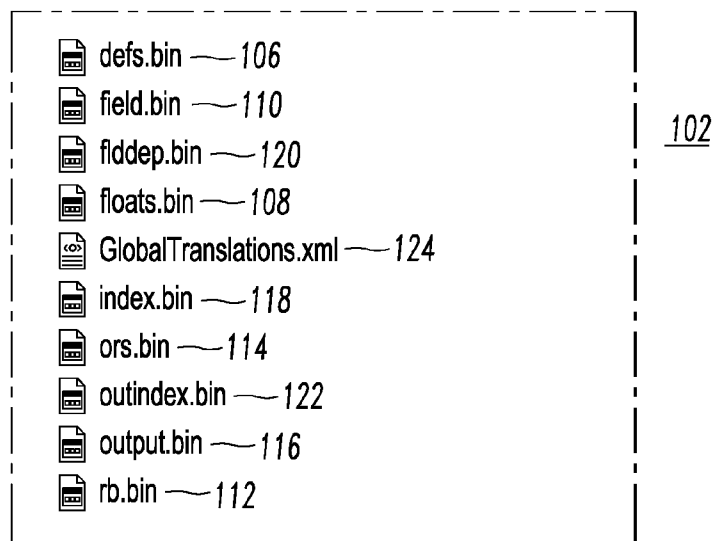 defs.bin 106
field.bin 110
flddep.bin 120
floats.bin 108
GlobalTranslations.xml 124
index.bin 118
ors.bin 114
outindex.bin 122
output.bin 116
rb.bin 112
102